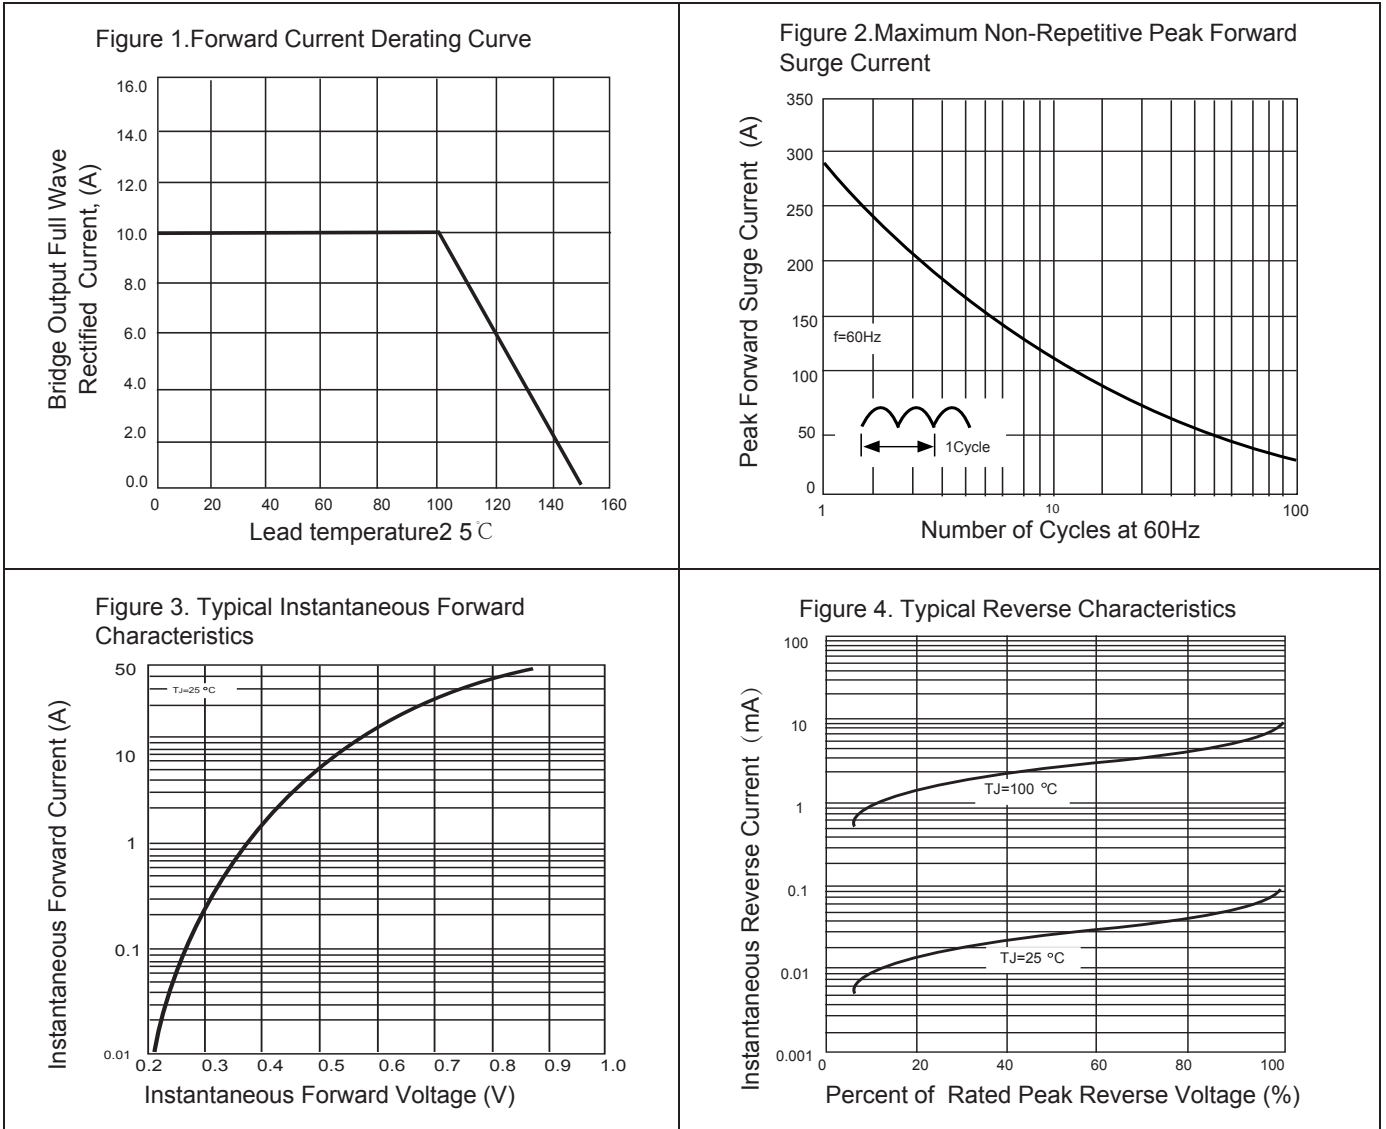 Figure 1.Forward Current Derating Curve
Bridge Output Full Wave
Rectified Current, (A)
16.0
14.0
12.0
10.0
8.0
6.0
4.0
2.0
0.0
0 20 40 60 80 100 120 140 160
Lead temperature2 5℃
Figure 2.Maximum Non-Repetitive Peak Forward
Surge Current
Peak Forward Surge Current (A)
350
300
250
200
150
100
50
0
f=60Hz
1Cycle
1 10 100
Number of Cycles at 60Hz
Figure 3. Typical Instantaneous Forward
Characteristics
Instantaneous Forward Current (A)
50
10
1
0.1
0.01
TJ=25 °C
0.2 0.3 0.4 0.5 0.6 0.7 0.8 0.9 1.0
Instantaneous Forward Voltage (V)
Figure 4. Typical Reverse Characteristics
Instantaneous Reverse Current (mA)
100
10
1
0.1
0.01
0.001
TJ=100 °C
TJ=25 °C
0 20 40 60 80 100
Percent of Rated Peak Reverse Voltage (%)